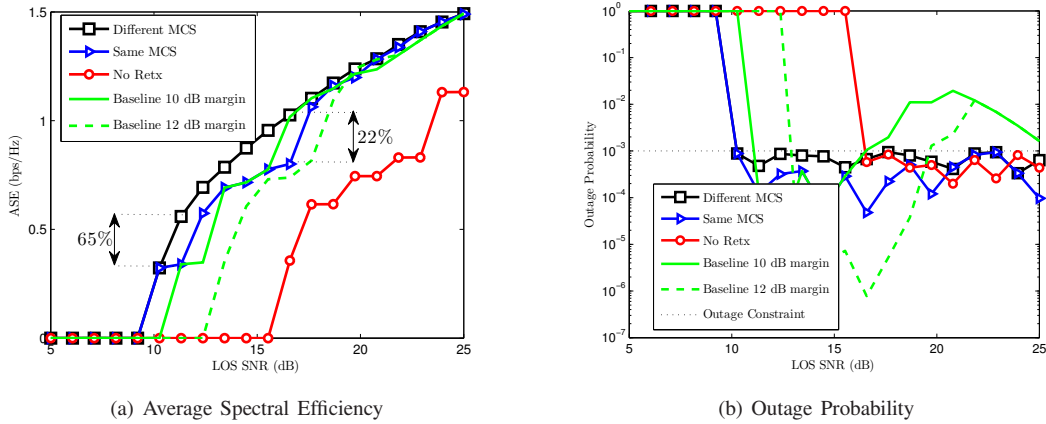 1.5
1
0.5
0
5
10
15
20
25
ASE (bps/Hz)
LOS SNR (dB)
Different MCS
Same MCS
No Retx
Baseline 10 dB margin
Baseline 12 dB margin
65%
22%
(a) Average Spectral Efficiency
10^0
10^-1
10^-2
10^-3
10^-4
10^-5
10^-6
10^-7
5
10
15
20
25
Outage Probability
LOS SNR (dB)
Different MCS
Same MCS
No Retx
Baseline 10 dB margin
Baseline 12 dB margin
Outage Constraint
(b) Outage Probability